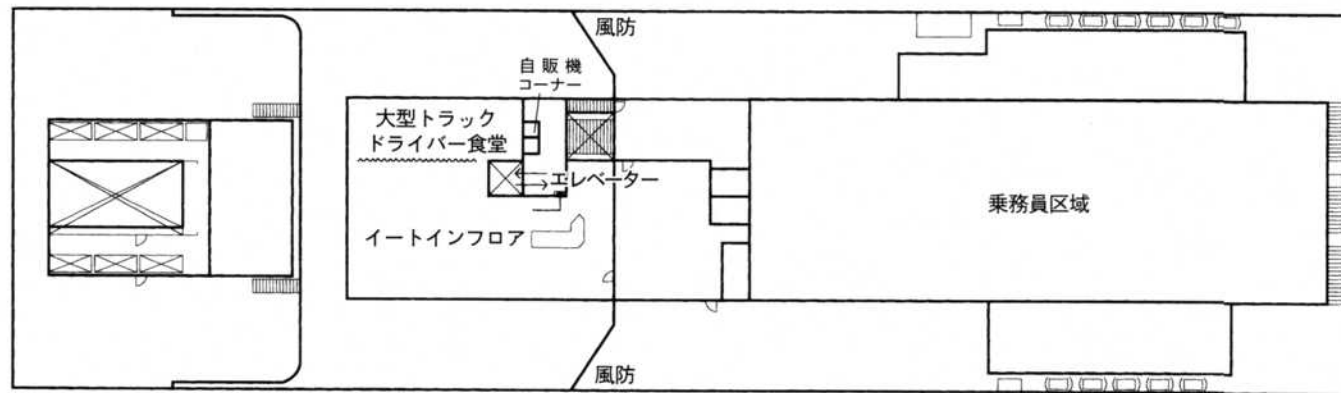 風防
自販機
コーナー
大型トラック
ドライバー食堂
エレベーター
乗務員区域
イートインフロア
風防